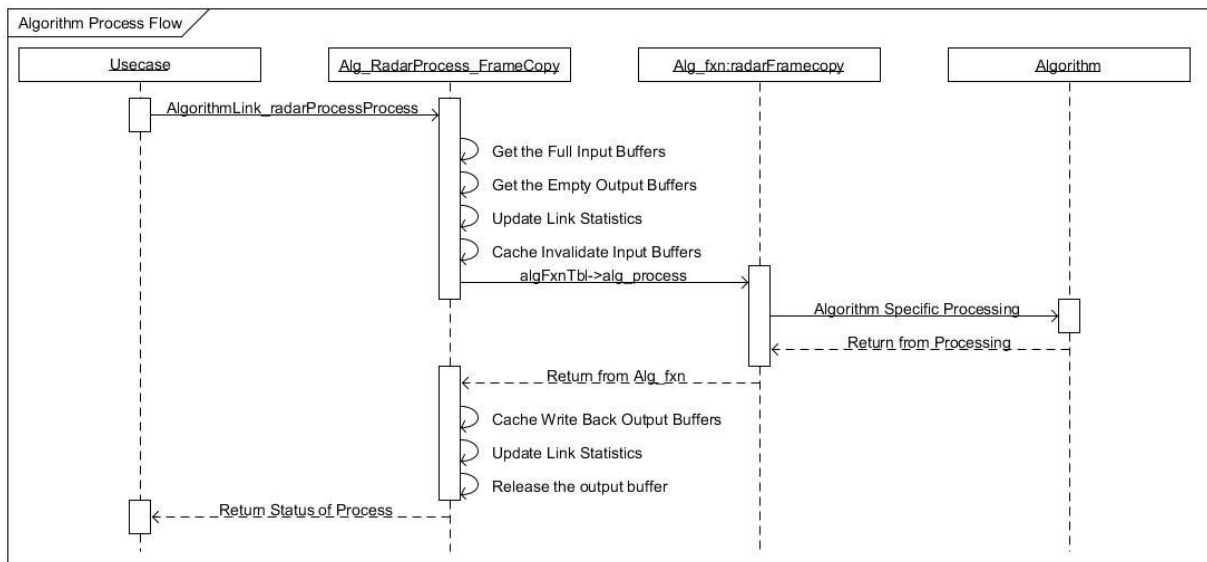 Algorithm Process Flow
Usecase
Alg_RadarProcess_FrameCopy
Alg_fxn:radarFramecopy
Algorithm
AlgorithmLink_radarProcessProcess
Get the Full Input Buffers
Get the Empty Output Buffers
Update Link Statistics
Cache Invalidate Input Buffers
algFxnTbl->alg_process
Algorithm Specific Processing
Return from Processing
Return from Alg_fxn
Cache Write Back Output Buffers
Update Link Statistics
Release the output buffer
Return Status of Process